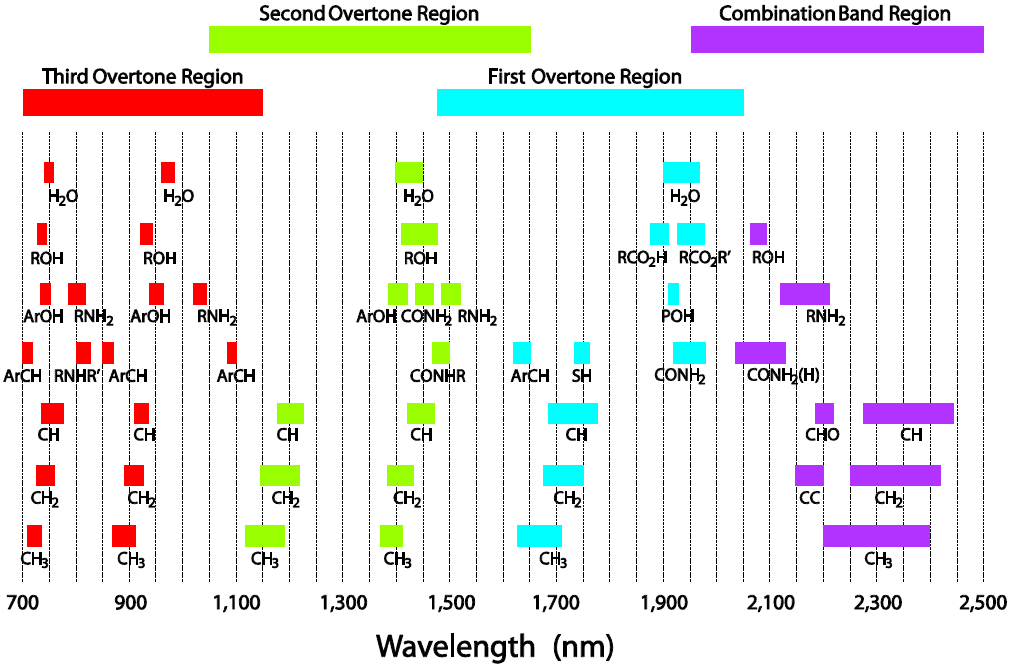 Second Overtone Region Combination Band Region
Third Overtone Region First Overtone Region
H₂O H₂O H₂O H₂O
ROH ROH ROH RCO₂H RCO₂R’ ROH
ArOH RNH₂ ArOH RNH₂ ArOH CONH₂ RNH₂ POH RNH₂
ArCH RNHR’ ArCH ArCH CONHR ArCH SH CONH₂ CONH₂(H)
CH CH CH CH CH CHO CH
CH₂ CH₂ CH₂ CH₂ CH₂ CC CH₂
CH₃ CH₃ CH₃ CH₃ CH₃ CH₃
700 900 1,100 1,300 1,500 1,700 1,900 2,100 2,300 2,500
Wavelength (nm)